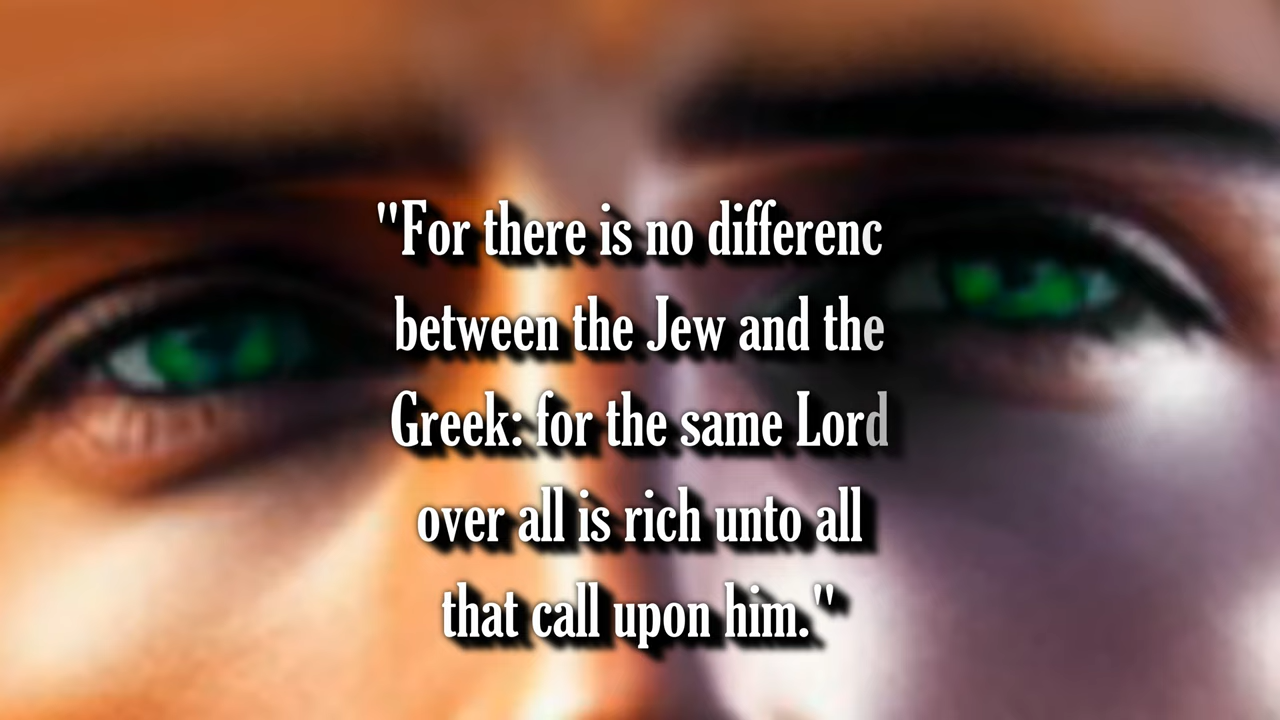 "For there is no differenc
between the Jew and the
Greek: for the same Lord
over all is rich unto all
that call upon him."